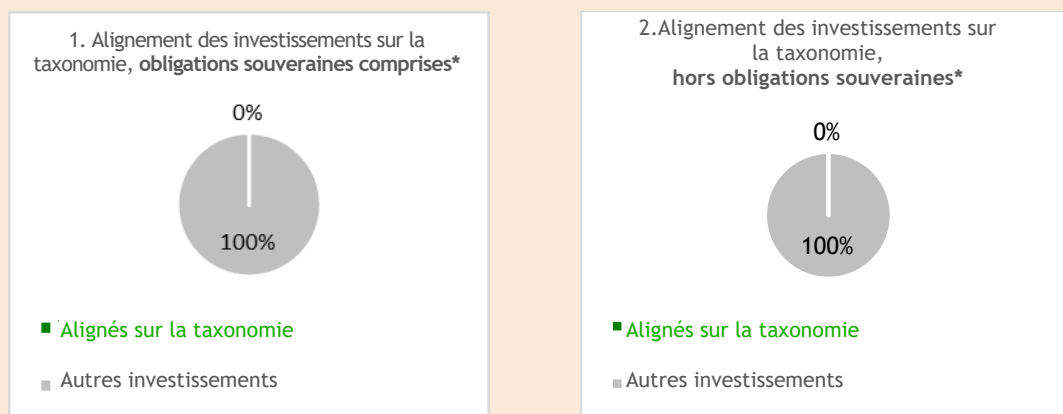 1. Alignement des investissements sur la
taxonomie, obligations souveraines comprises*
0%
100%
Alignés sur la taxonomie
Autres investissements
2.Alignement des investissements sur
la taxonomie,
hors obligations souveraines*
0%
100%
Alignés sur la taxonomie
Autres investissements